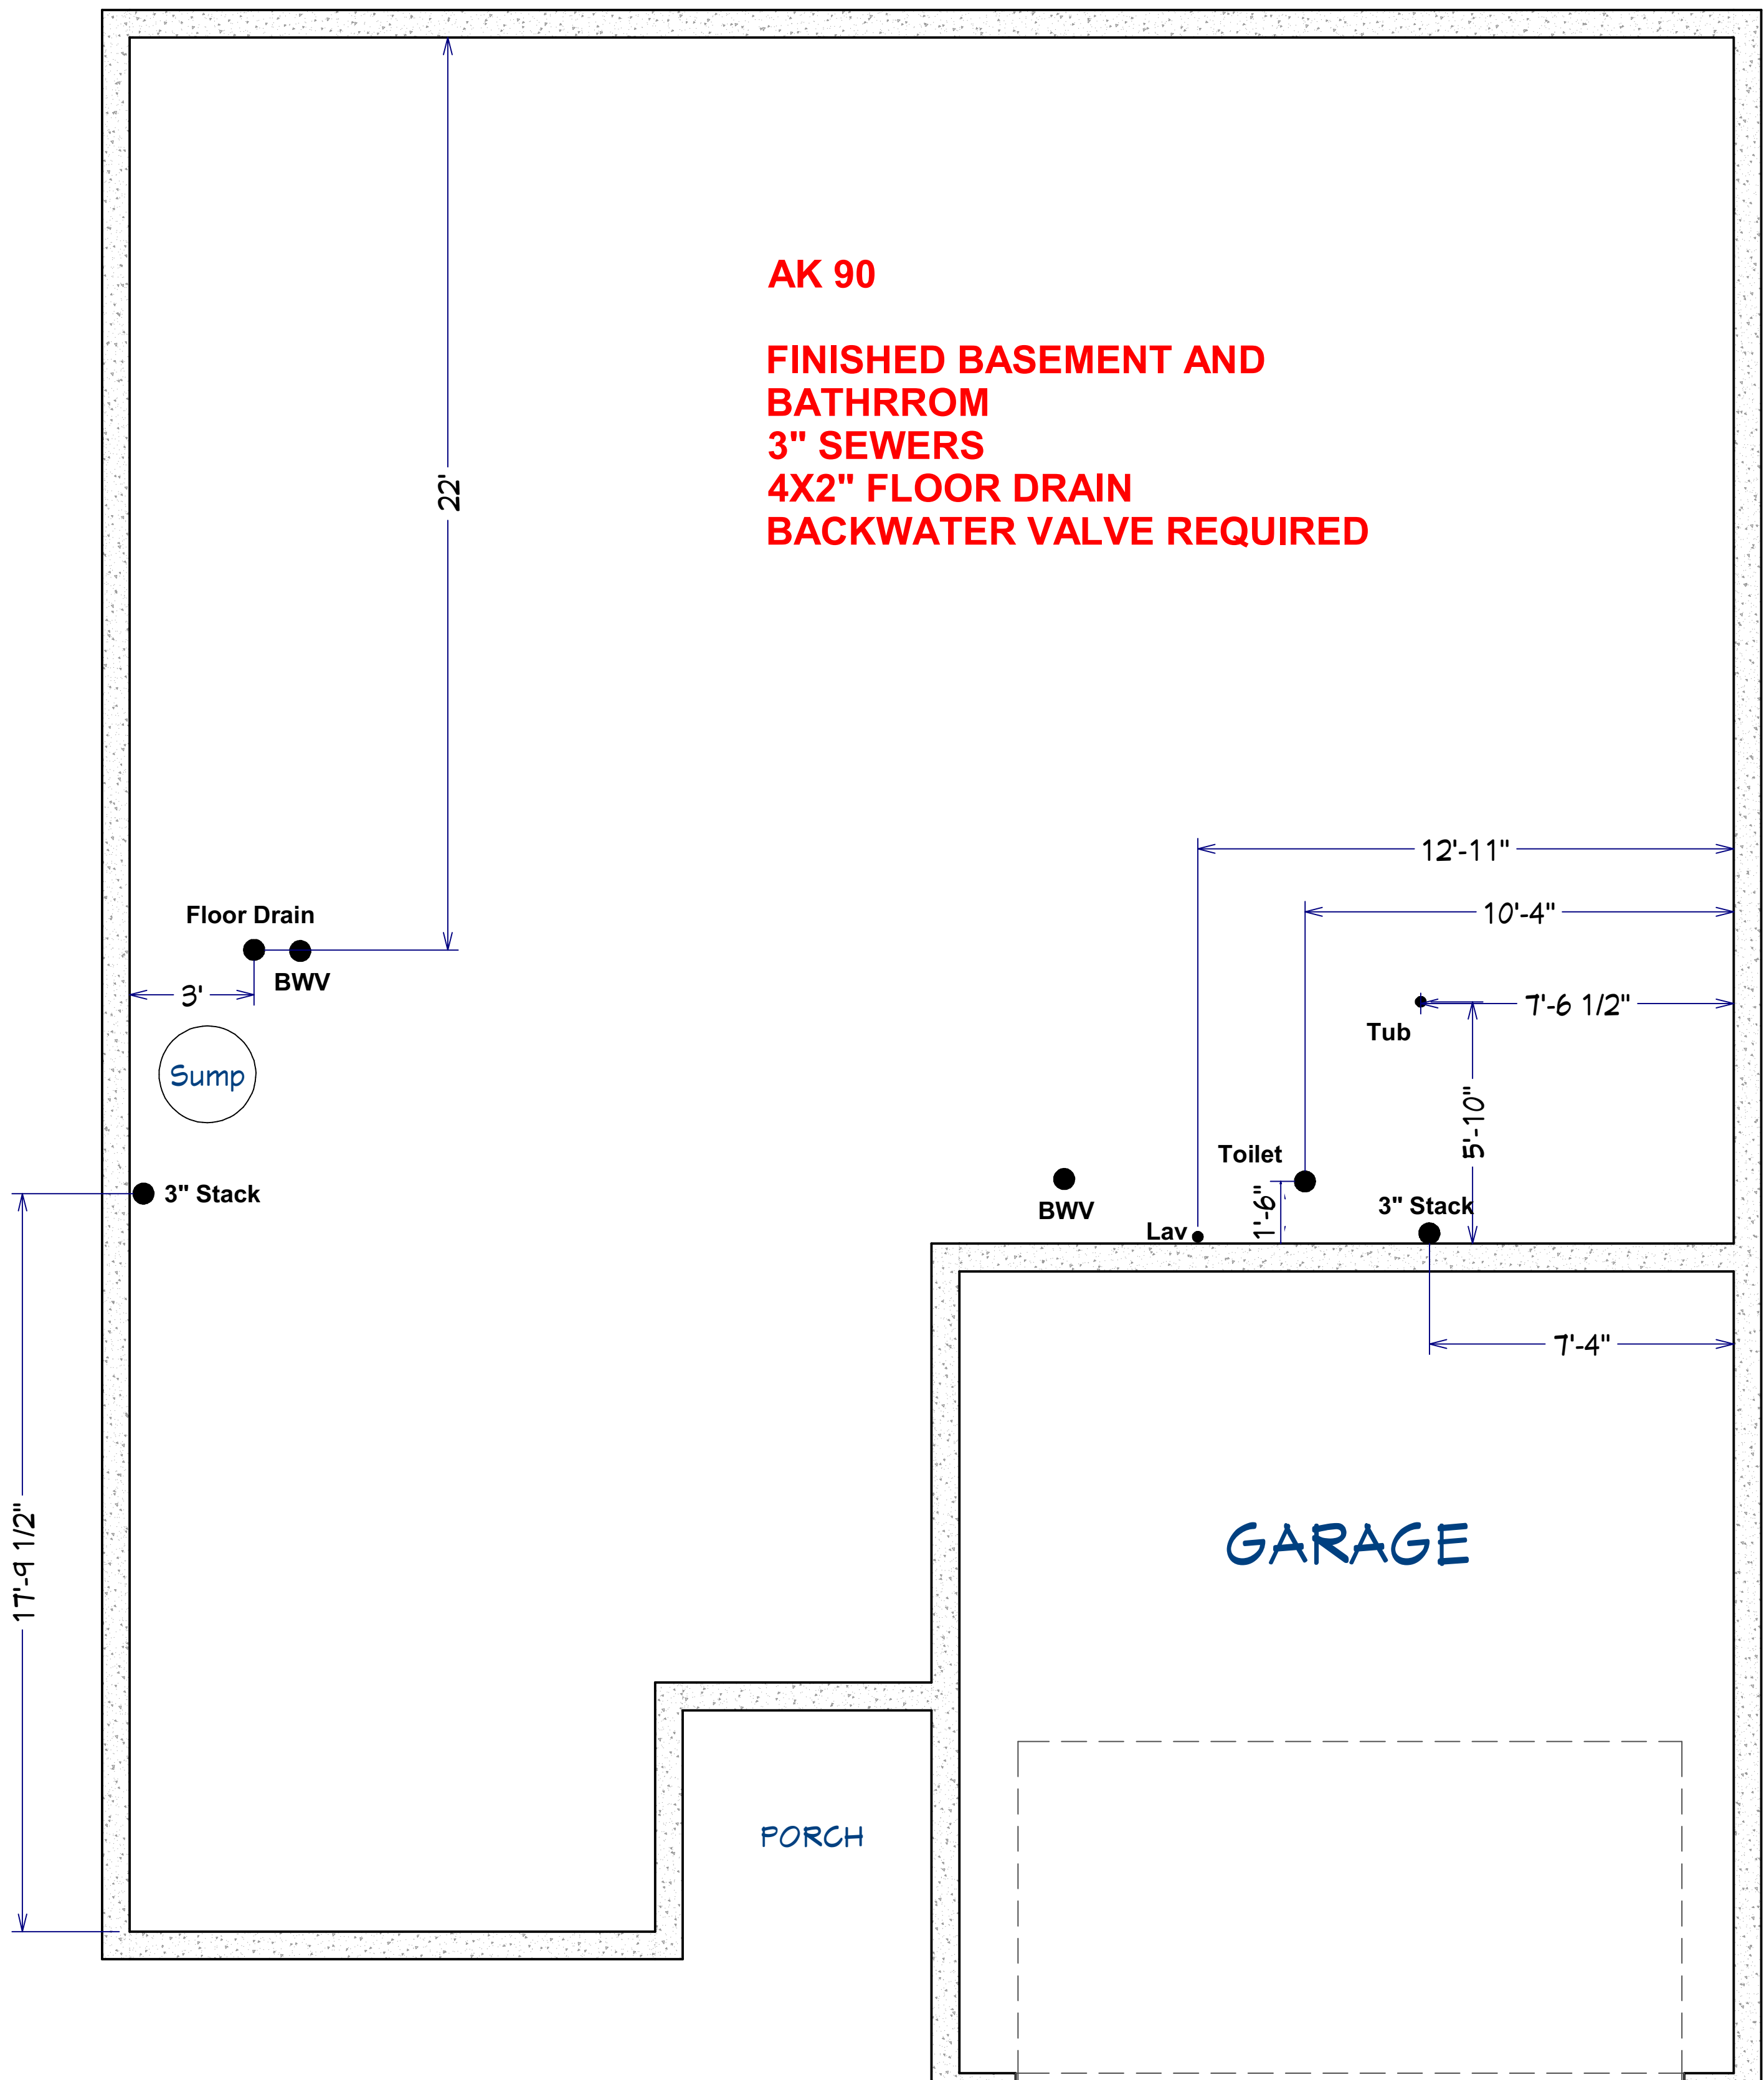 AK 90
FINISHED BASEMENT AND
BATHRROM
3" SEWERS
4X2" FLOOR DRAIN
BACKWATER VALVE REQUIRED
22'
12'-11"
10'-4"
Floor Drain
BWV
3'
7'-6 1/2"
Tub
Sump
5'-10"
Toilet
3" Stack
BWV
1'-6"
3" Stack
Lav
7'-4"
17'-9 1/2"
GARAGE
PORCH